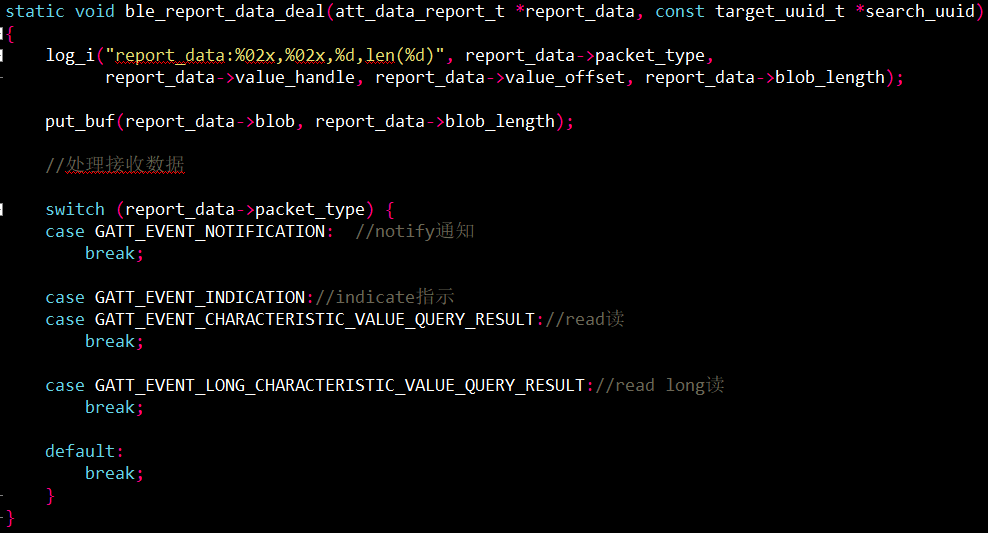 static void ble_report_data_deal(att_data_report_t *report_data, const target_uuid_t *search_uuid)
{
    log_i("report_data:%02x,%02x,%d,len(%d)", report_data->packet_type,
          report_data->value_handle, report_data->value_offset, report_data->blob_length);
    put_buf(report_data->blob, report_data->blob_length);
    //处理接收数据
    switch (report_data->packet_type) {
    case GATT_EVENT_NOTIFICATION:  //notify通知
        break;
    case GATT_EVENT_INDICATION://indicate指示
    case GATT_EVENT_CHARACTERISTIC_VALUE_QUERY_RESULT://read读
        break;
    case GATT_EVENT_LONG_CHARACTERISTIC_VALUE_QUERY_RESULT://read long读
        break;
    default:
        break;
    }
}